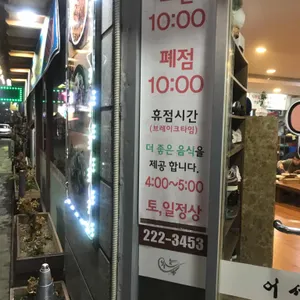 10:00
폐점
10:00
휴점시간
(브레이크타임)
더 좋은 음식을
제공 합니다.
4:00~5:00
토,일정상
222-3453
어